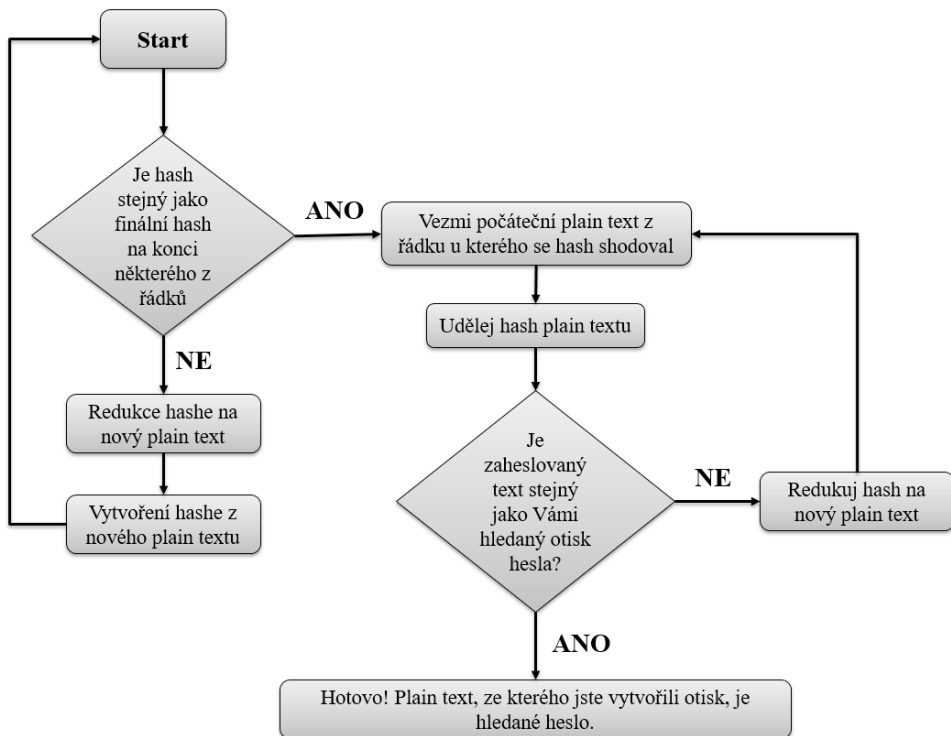 Start
Je hash
stejný jako
finální hash
na konci
některého z
řádků
ANO
Vezmi počáteční plain text z
řádku u kterého se hash shodoval
Udělej hash plain textu
NE
Redukce hashe na
nový plain text
Vytvoření hashe z
nového plain textu
Je
zaheslovaný
text stejný
jako Vámi
hledaný otisk
hesla?
NE
Redukuj hash na
nový plain text
ANO
Hotovo! Plain text, ze kterého jste vytvořili otisk, je
hledané heslo.